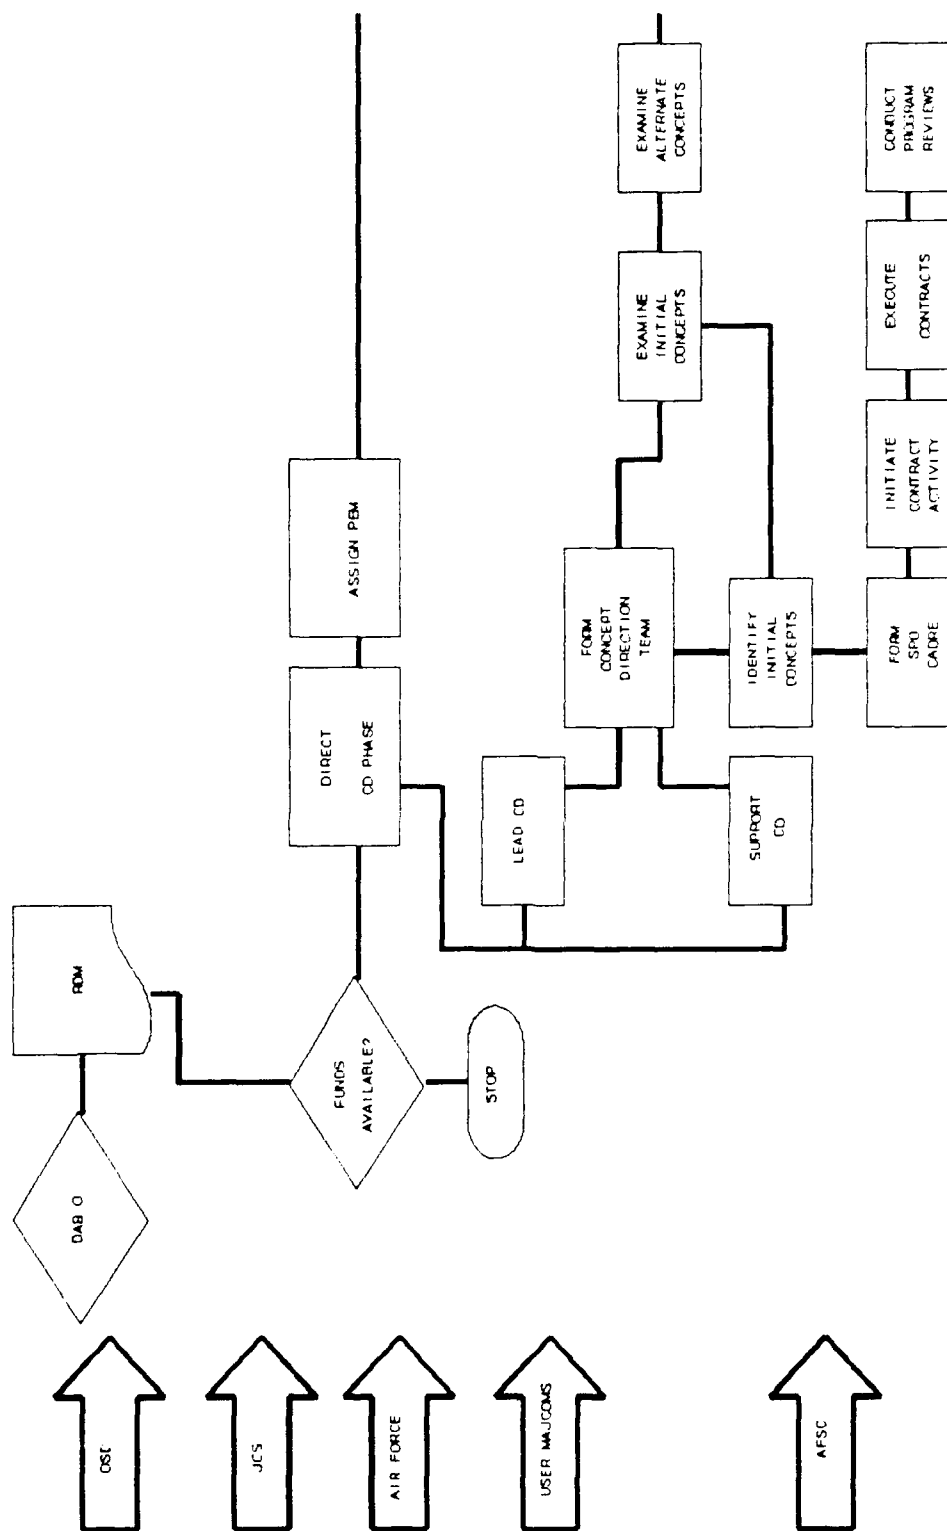 OSD
JCS
AIR FORCE
USER MAJCOMS
AFSC
DAB 0
RDM
FUNDS
AVAILABLE?
STOP
DIRECT
CD PHASE
ASSIGN PEM
LEAD CD
SUPPORT
CD
FORM
CONCEPT
DIRECTION
TEAM
IDENTIFY
INITIAL
CONCEPTS
EXAMINE
INITIAL
CONCEPTS
EXAMINE
ALTERNATE
CONCEPTS
FORM
SPO
CADRE
INITIATE
CONTRACT
ACTIVITY
EXECUTE
CONTRACTS
CONDUCT
PROGRAM
REVIEWS